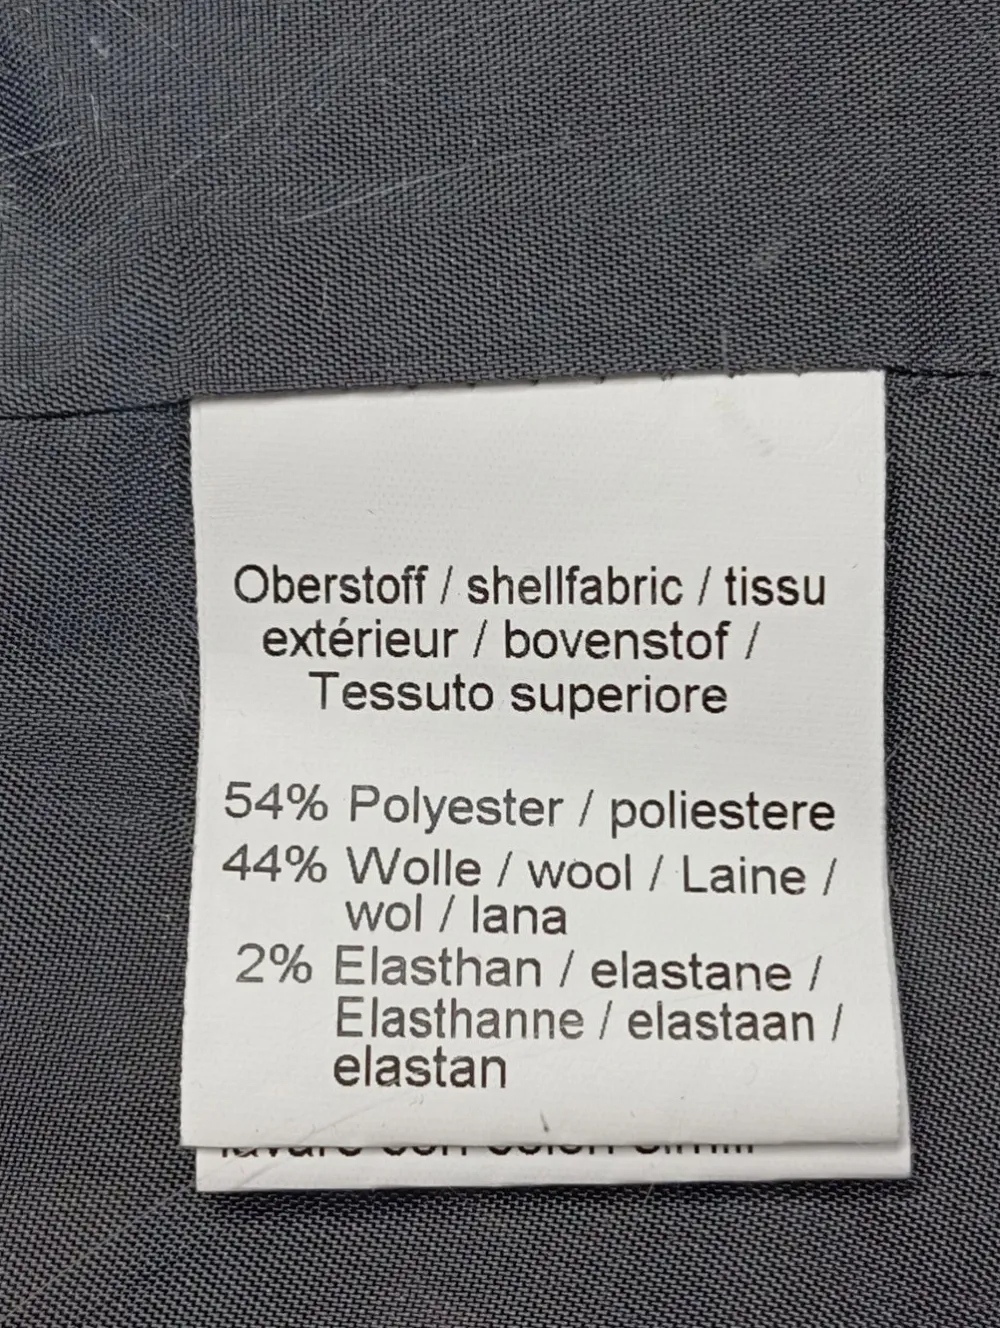 Oberstoff / shellfabric / tissu
extérieur / bovenstof /
Tessuto superiore
54% Polyester / poliestere
44% Wolle / wool / Laine /
wol / lana
2% Elasthan / elastane /
Elasthanne / elastaan /
elastan